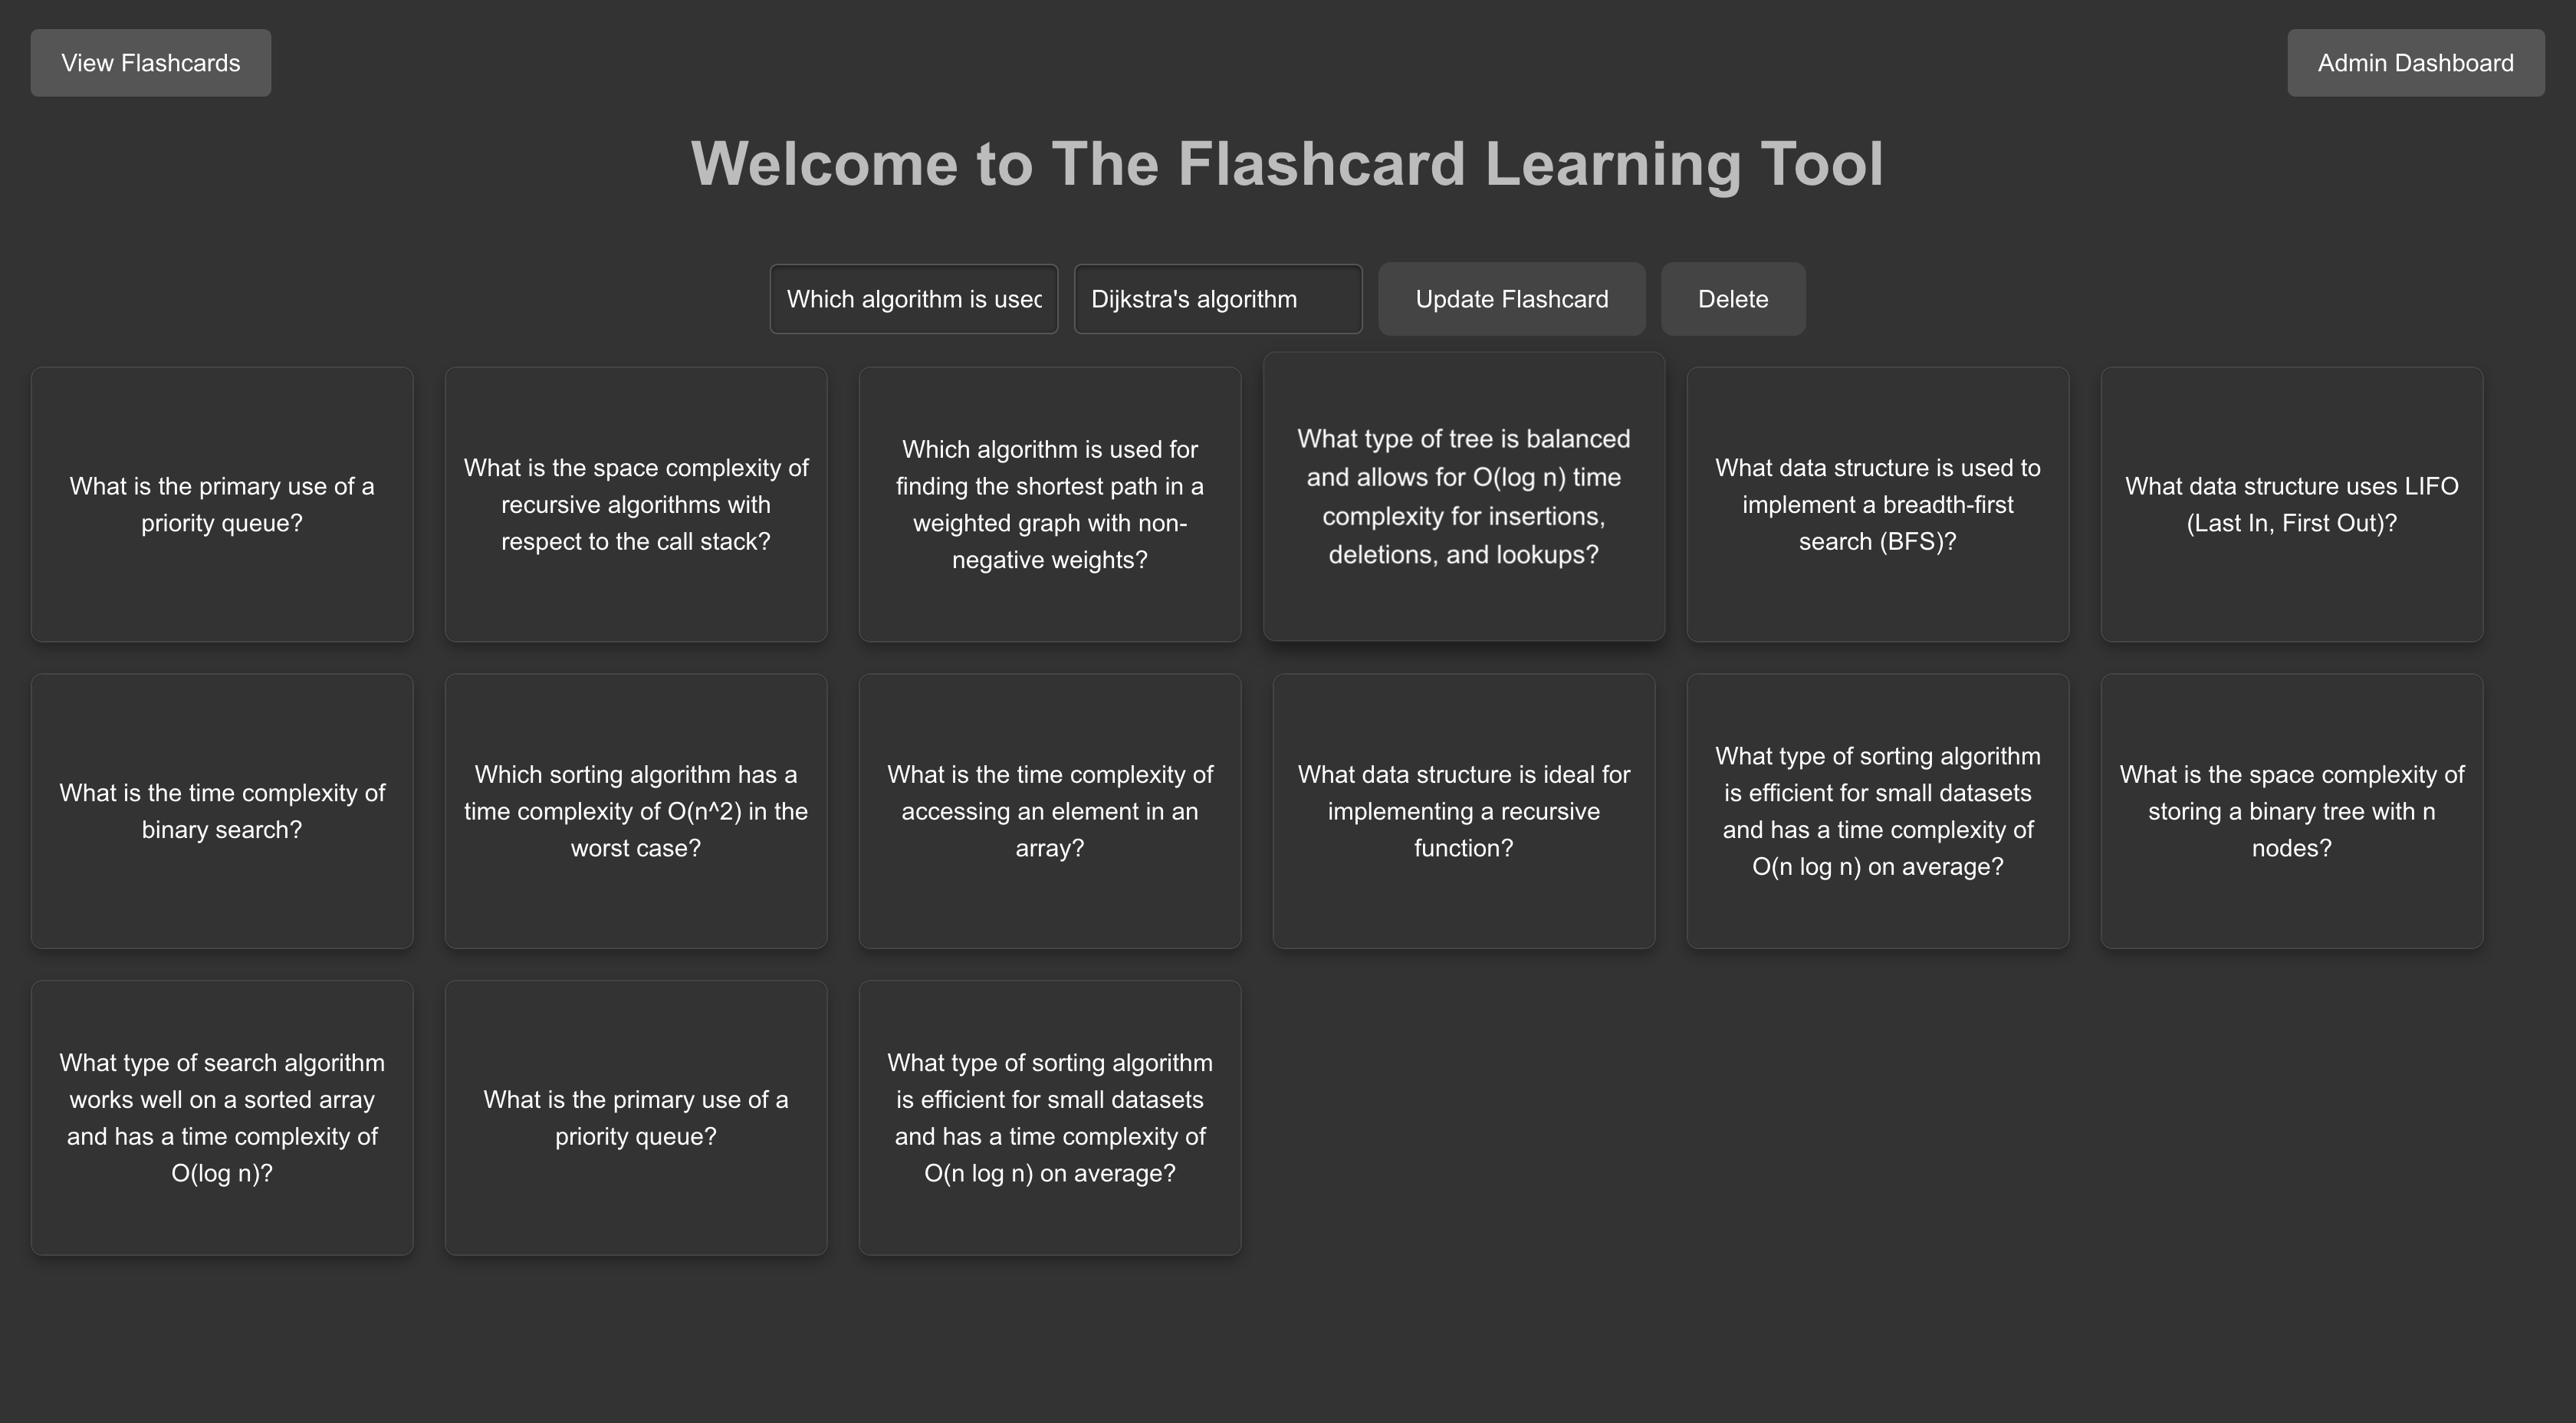 View Flashcards
Admin Dashboard
Welcome to The Flashcard Learning Tool
Which algorithm is used
Dijkstra's algorithm
Update Flashcard
Delete
What is the primary use of a
priority queue?
What is the space complexity of
recursive algorithms with
respect to the call stack?
Which algorithm is used for
finding the shortest path in a
weighted graph with non-
negative weights?
What type of tree is balanced
and allows for O(log n) time
complexity for insertions,
deletions, and lookups?
What data structure is used to
implement a breadth-first
search (BFS)?
What data structure uses LIFO
(Last In, First Out)?
What is the time complexity of
binary search?
Which sorting algorithm has a
time complexity of O(n^2) in the
worst case?
What is the time complexity of
accessing an element in an
array?
What data structure is ideal for
implementing a recursive
function?
What type of sorting algorithm
is efficient for small datasets
and has a time complexity of
O(n log n) on average?
What is the space complexity of
storing a binary tree with n
nodes?
What type of search algorithm
works well on a sorted array
and has a time complexity of
O(log n)?
What is the primary use of a
priority queue?
What type of sorting algorithm
is efficient for small datasets
and has a time complexity of
O(n log n) on average?